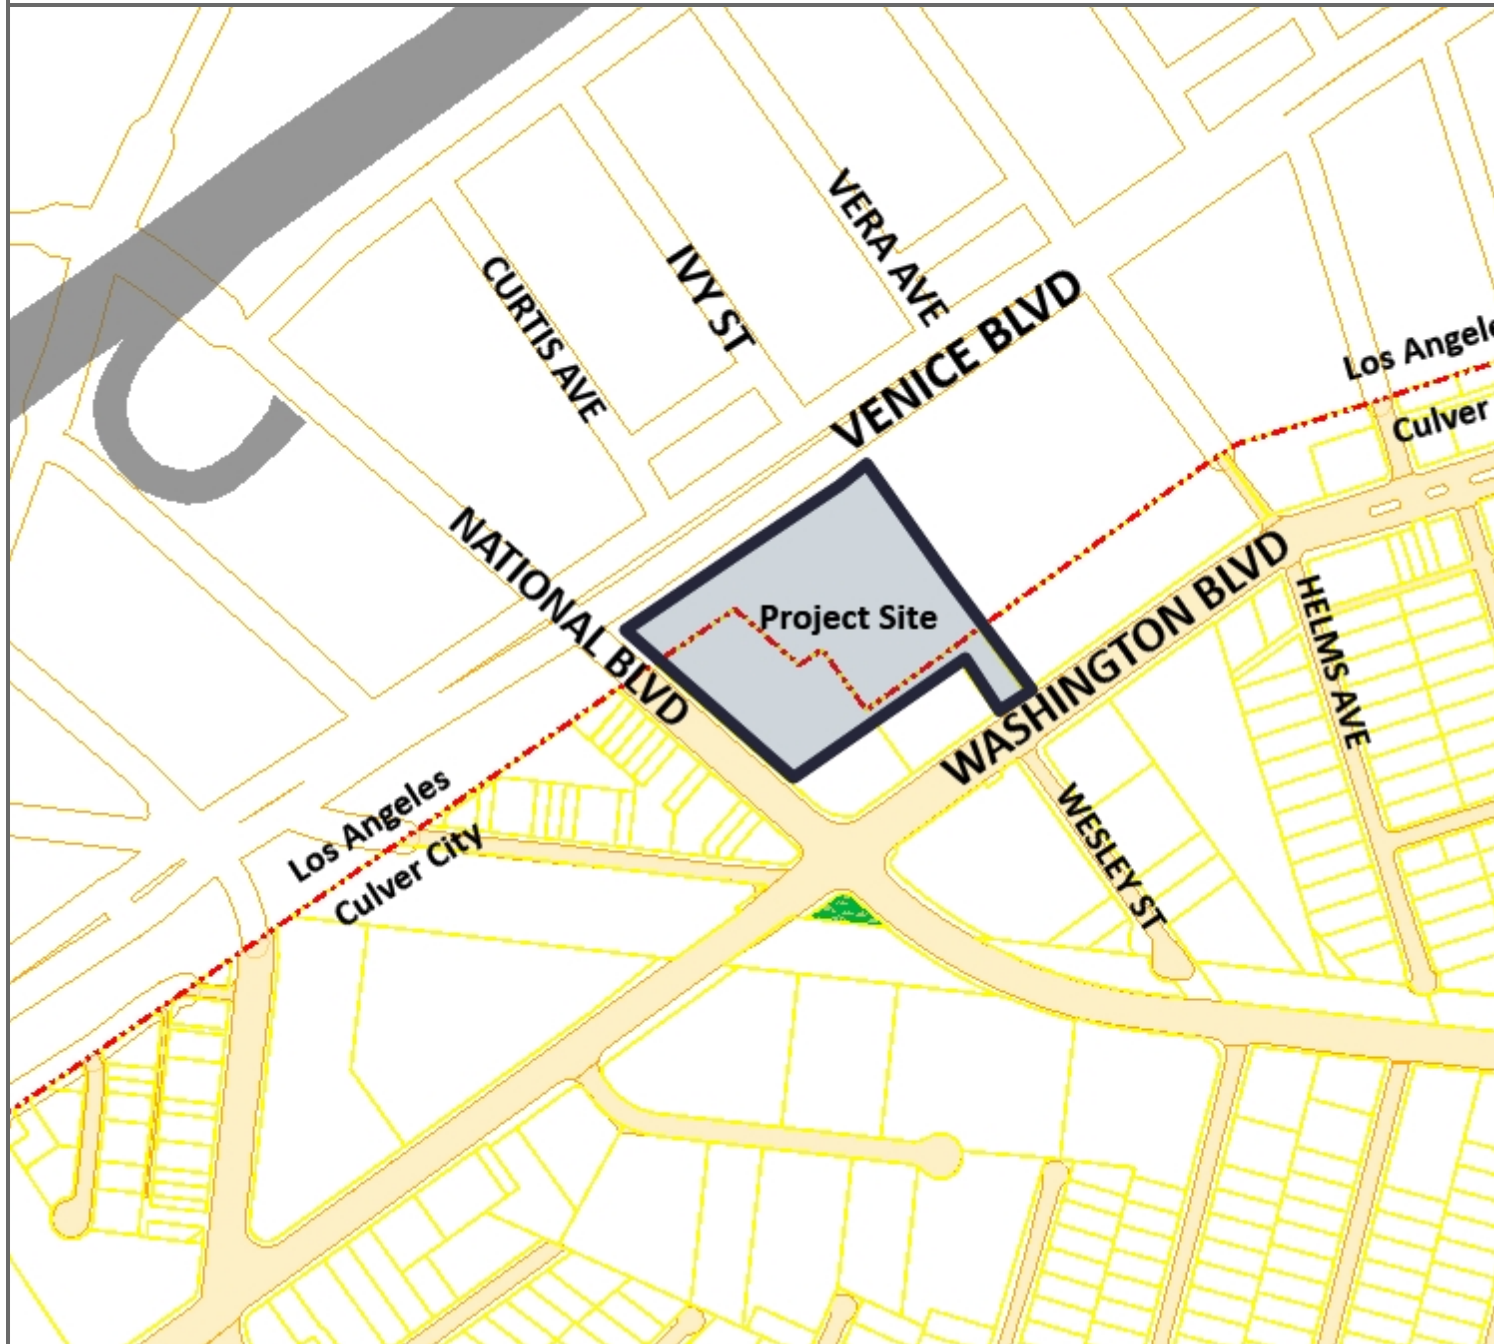 VERA AVE
IVY ST
CURTIS AVE
VENICE BLVD
Los Angele
Culver
NATIONAL BLVD
Project Site
WASHINGTON BLVD
HELMS AVE
Los Angeles
Culver City
WESLEY ST